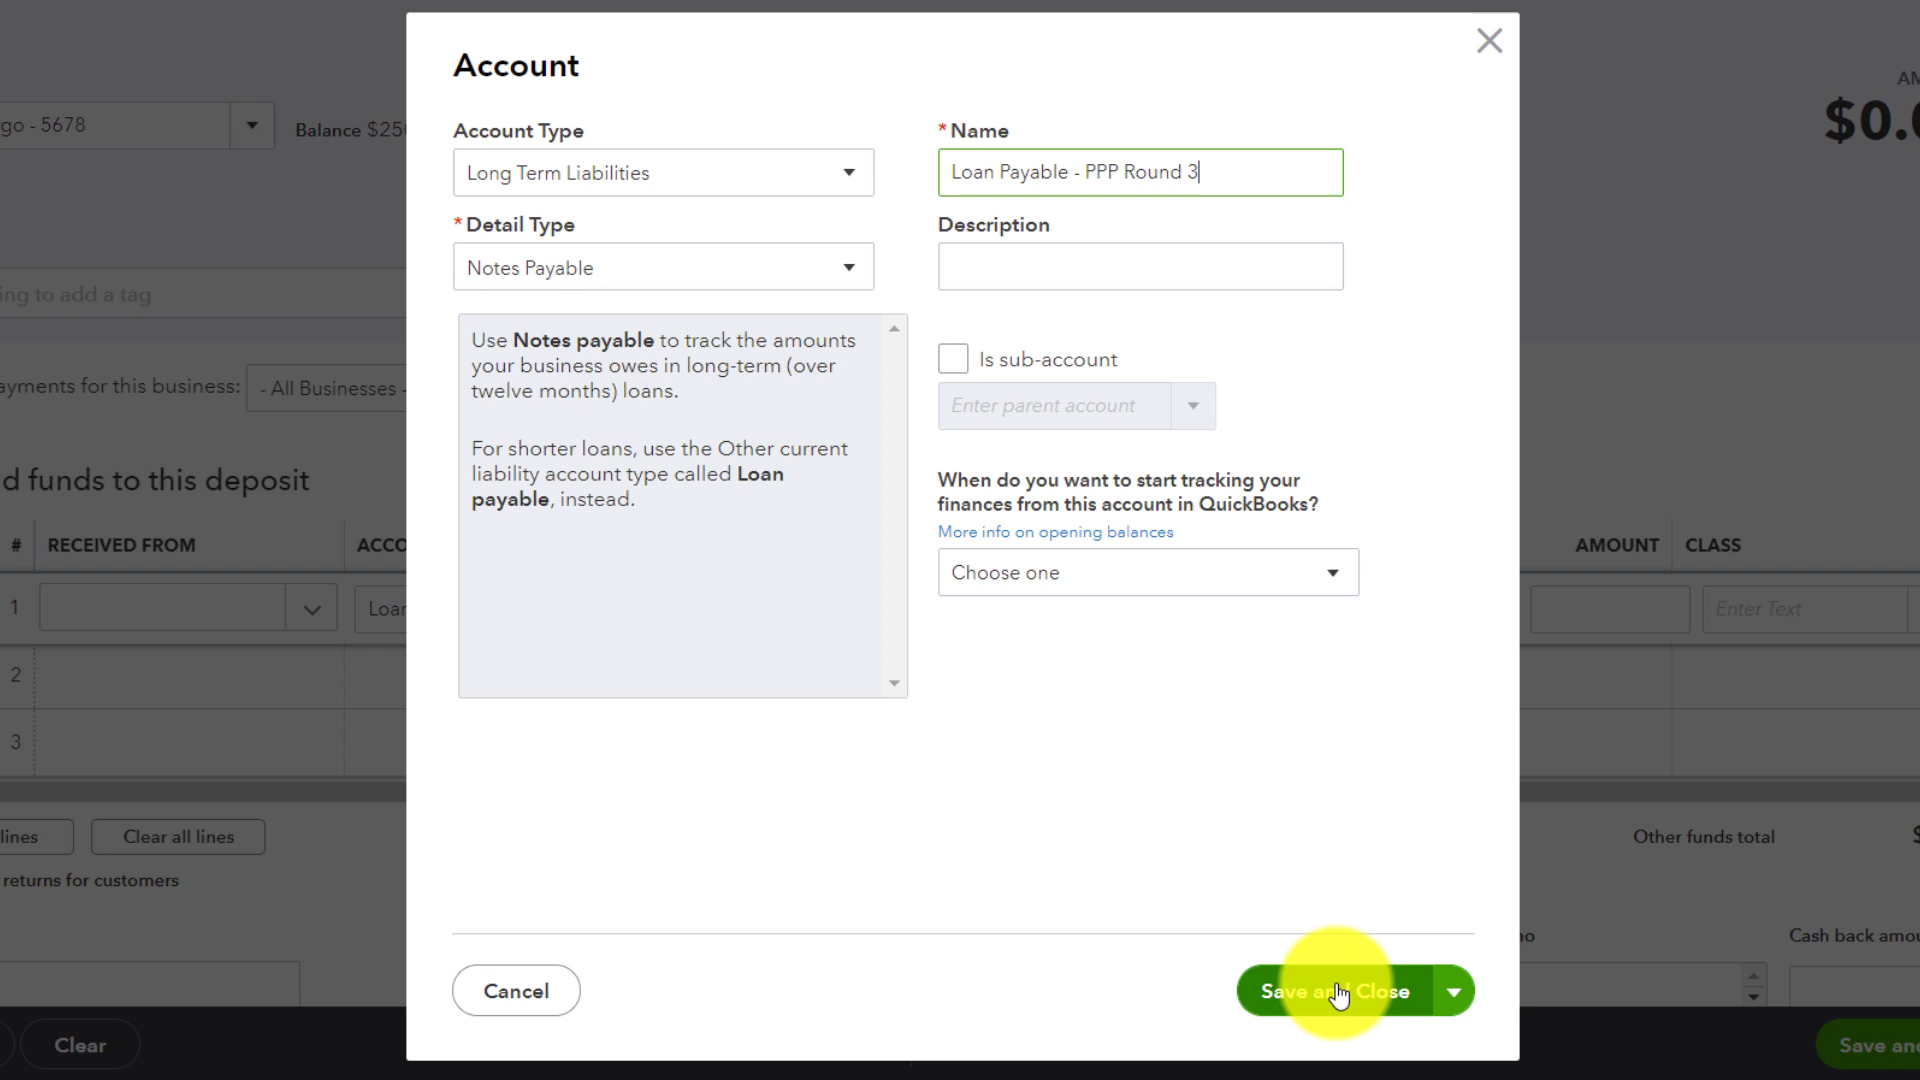 Account
Account Type
* Name
Long Term Liabilities
Loan Payable - PPP Round 3
* Detail Type
Description
Notes Payable
Use Notes payable to track the amounts
your business owes in long-term (over
twelve months) loans.
For shorter loans, use the Other current
liability account type called Loan
payable, instead.
Is sub-account
Enter parent account
When do you want to start tracking your
finances from this account in QuickBooks?
More info on opening balances
Choose one
Cancel
Save and Close
go - 5678
Balance $25
AM
$0.
ing to add a tag
ayments for this business:
- All Businesses -
d funds to this deposit
# RECEIVED FROM ACCO
AMOUNT CLASS
1 Loar
Enter Text
2
3
lines
Clear all lines
Other funds total
returns for customers
no
Cash back amou
Clear
Save an